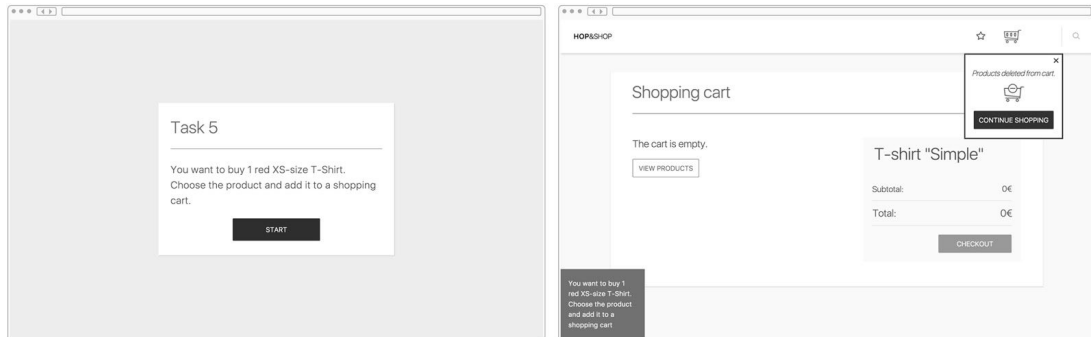 Task 5
You want to buy 1 red XS-size T-Shirt.
Choose the product and add it to a shopping
cart.
START
HOP&SHOP
Products deleted from cart.
CONTINUE SHOPPING
Shopping cart
The cart is empty.
VIEW PRODUCTS
T-shirt "Simple"
Subtotal: 0€
Total: 0€
CHECKOUT
You want to buy 1
red XS-size T-Shirt.
Choose the product
and add it to a
shopping cart